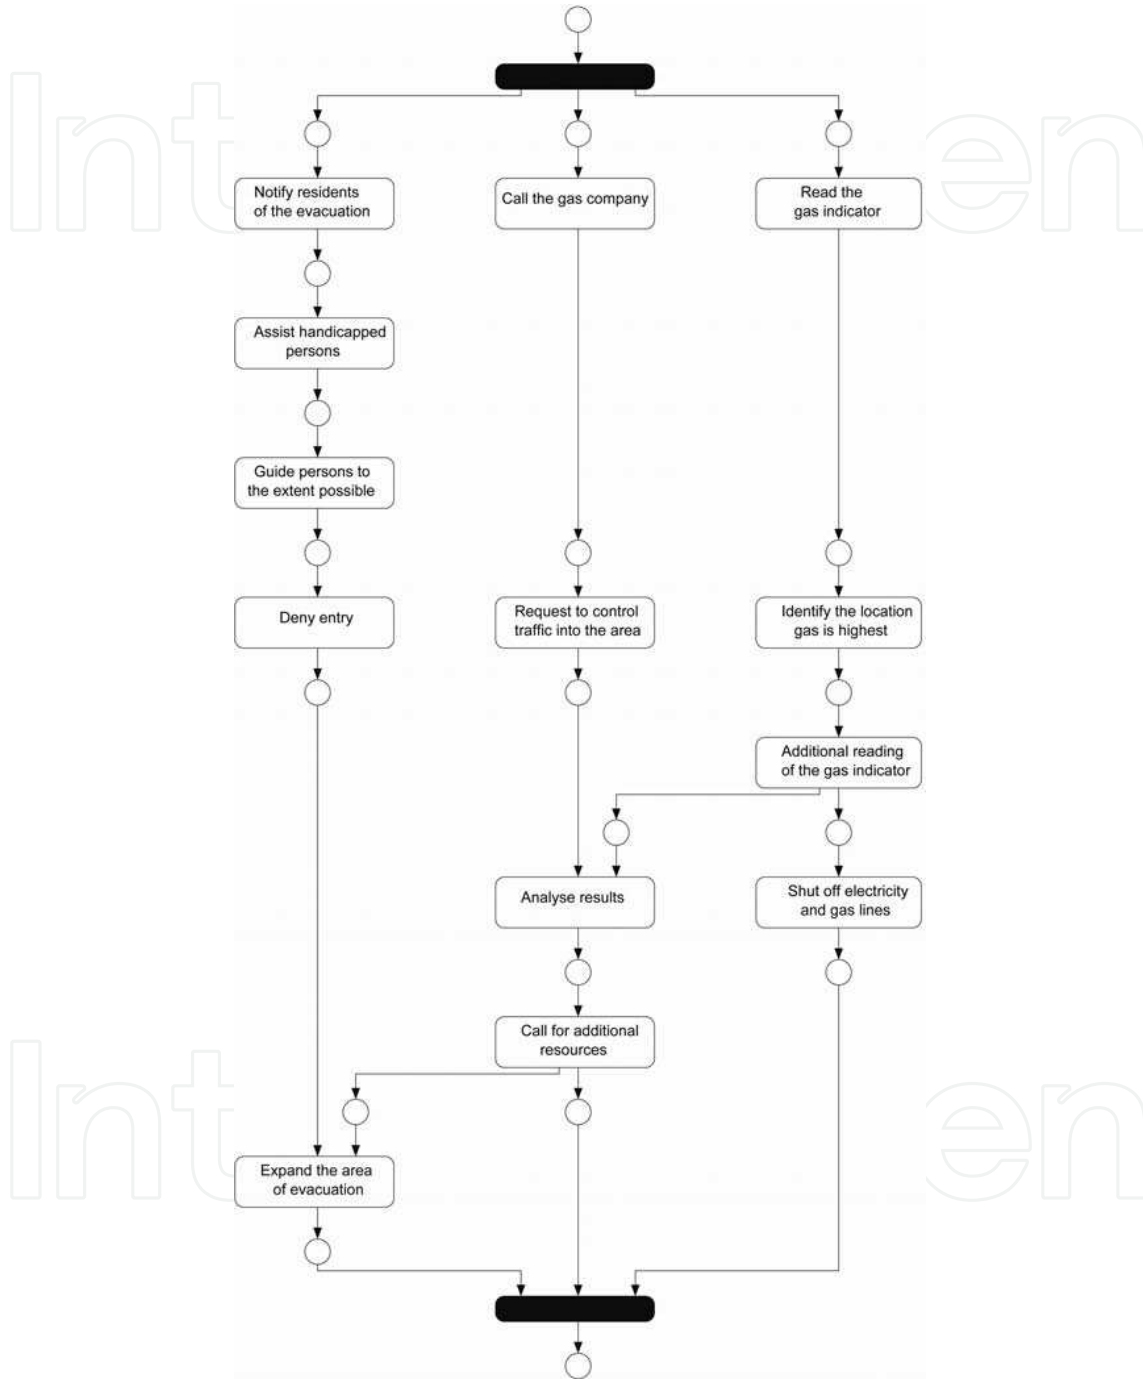 Notify residents
of the evacuation
Call the gas company
Read the
gas indicator
Assist handicapped
persons
Guide persons to
the extent possible
Deny entry
Request to control
traffic into the area
Identify the location
gas is highest
Additional reading
of the gas indicator
Analyse results
Shut off electricity
and gas lines
Call for additional
resources
Expand the area
of evacuation